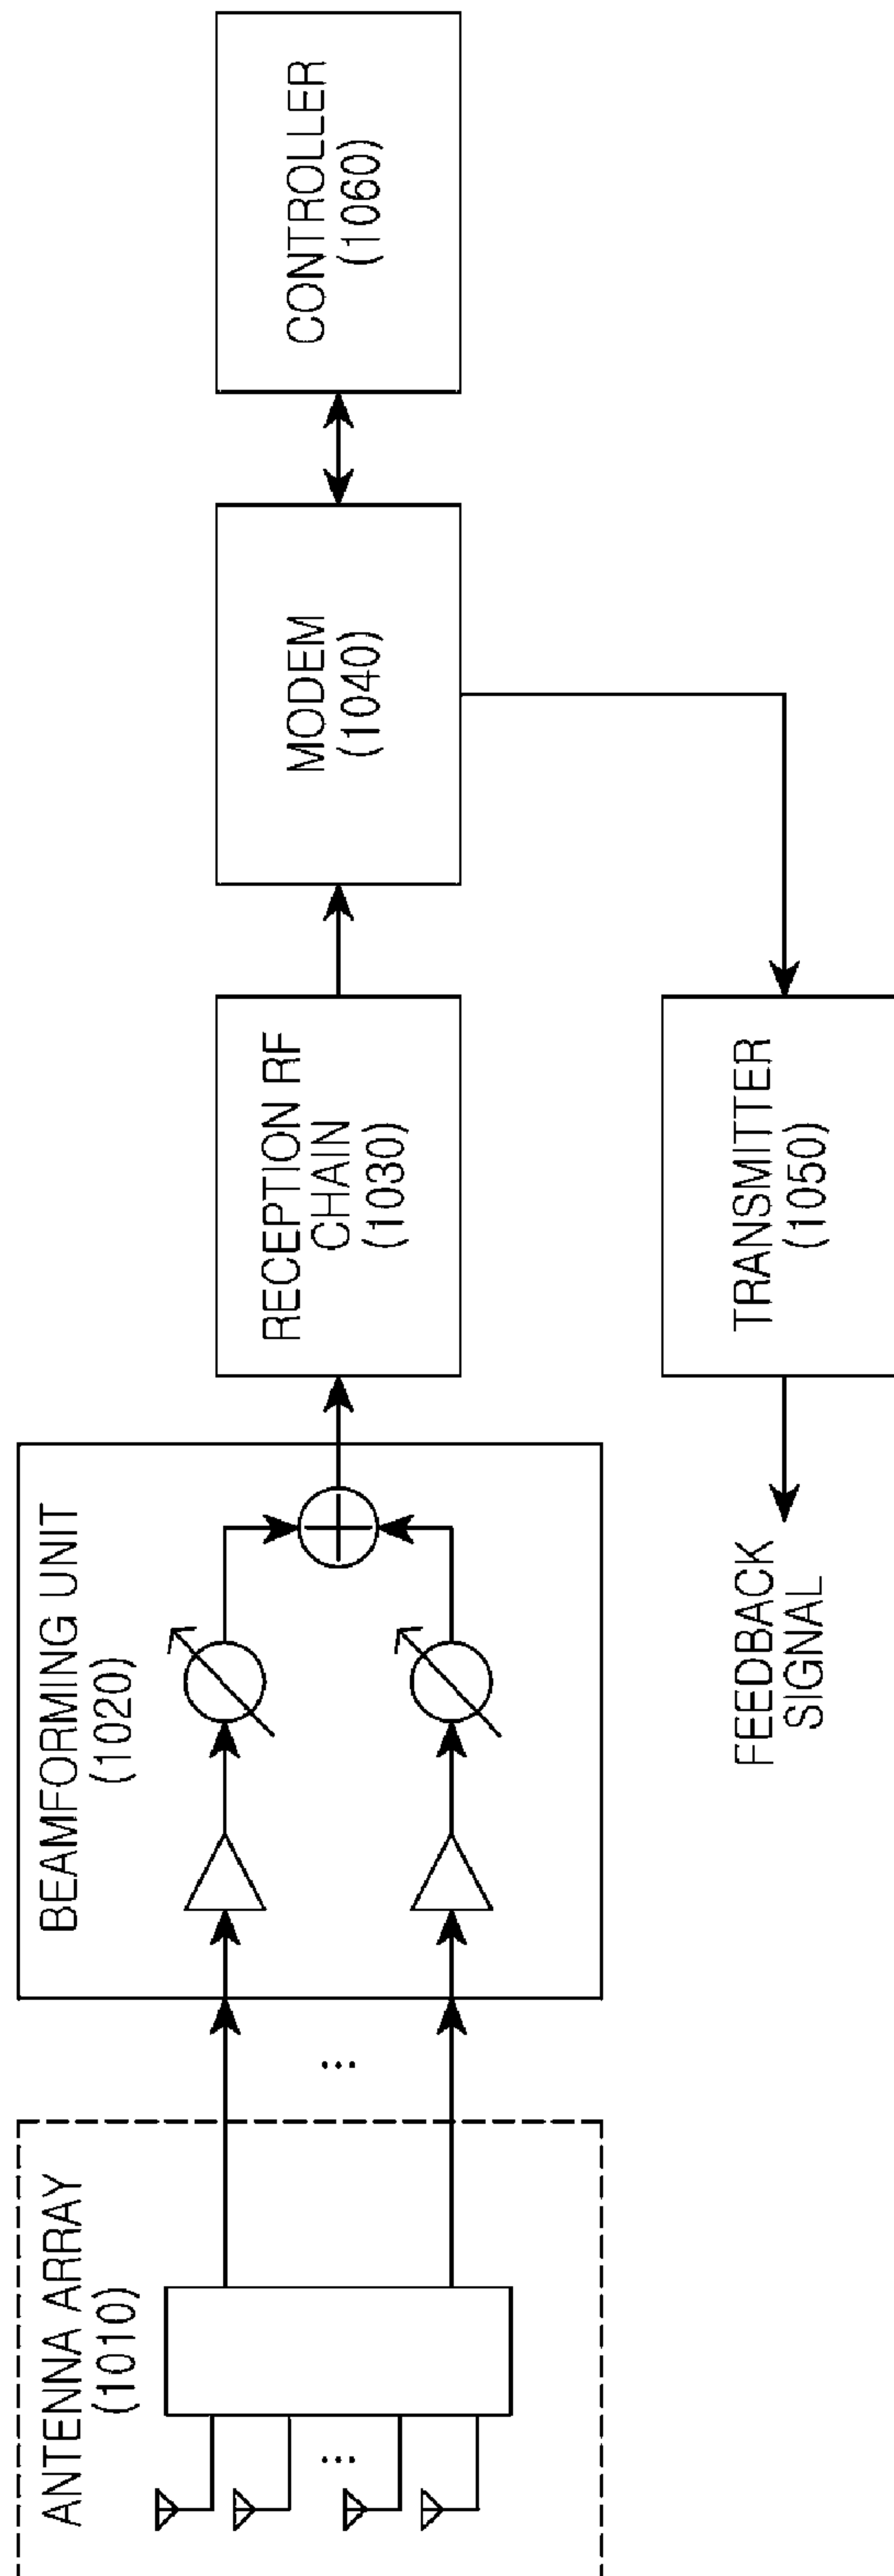 ANTENNA ARRAY
(1010)
...
...
BEAMFORMING UNIT
(1020)
RECEPTION RF
CHAIN
(1030)
MODEM
(1040)
CONTROLLER
(1060)
FEEDBACK
SIGNAL
TRANSMITTER
(1050)